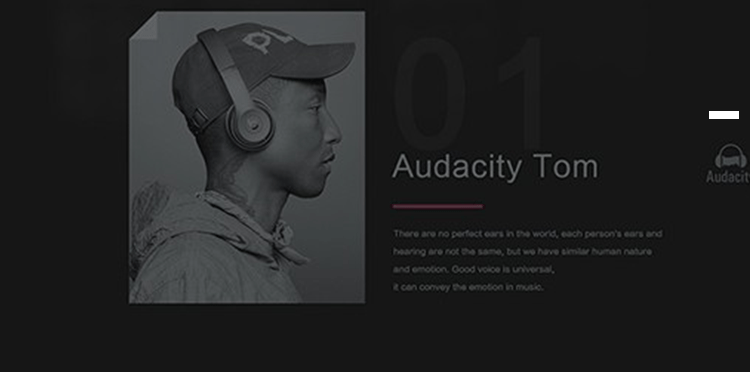 01
Audacity Tom
There are no perfect ears in the world, each person's ears and
hearing are not the same, but we have similar human nature
and emotion. Good voice is universal,
it can convey the emotion in music.
Audacit